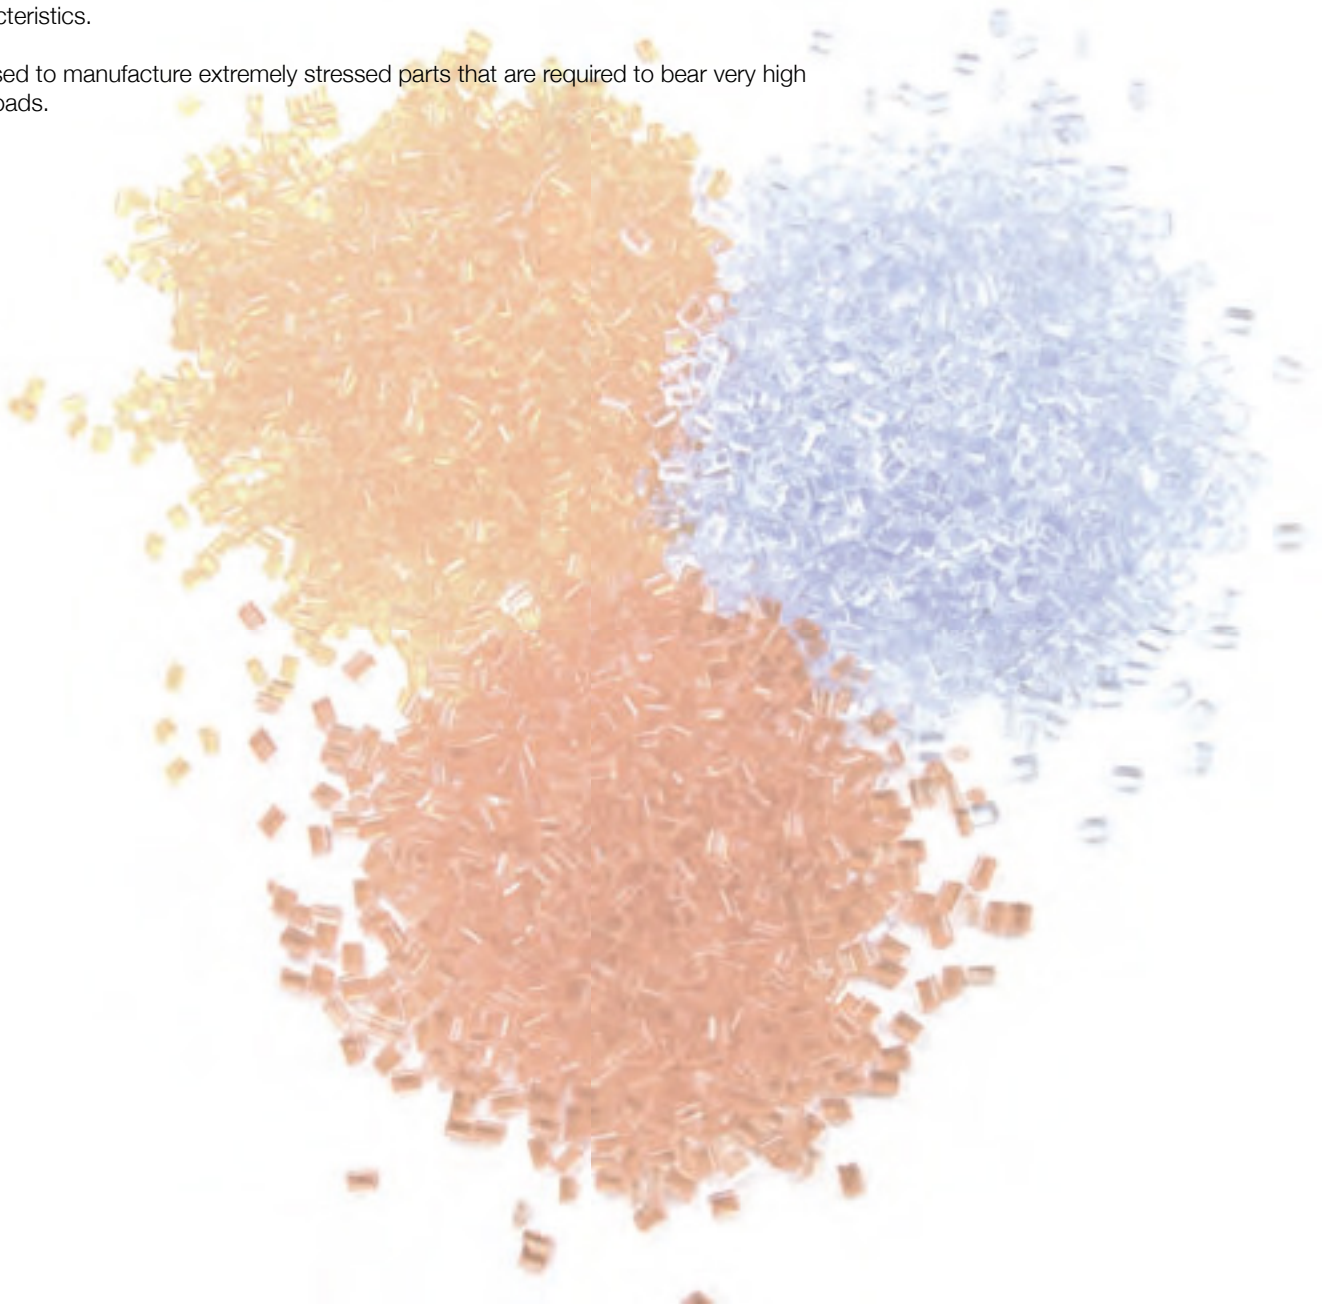 cteristics.
sed to manufacture extremely stressed parts that are required to bear very high
oads.